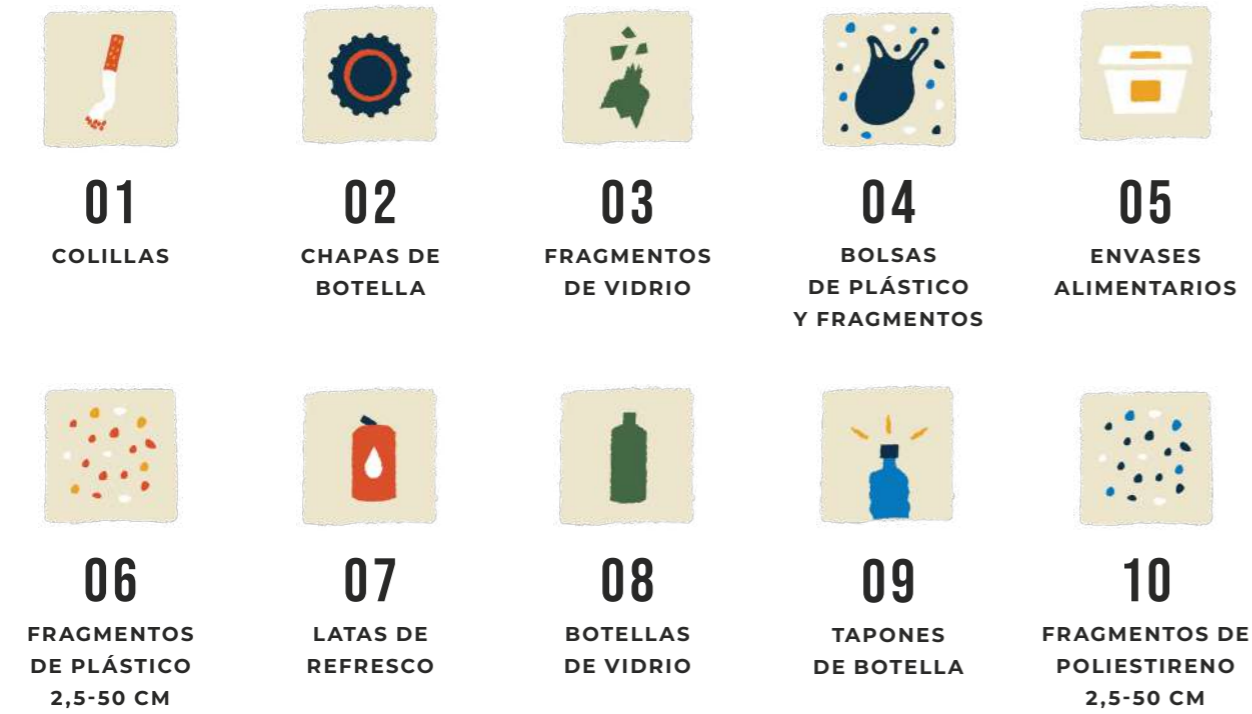 01
COLILLAS
02
CHAPAS DE
BOTELLA
03
FRAGMENTOS
DE VIDRIO
04
BOLSAS
DE PLÁSTICO
Y FRAGMENTOS
05
ENVASES
ALIMENTARIOS
06
FRAGMENTOS
DE PLÁSTICO
2,5-50 CM
07
LATAS DE
REFRESCO
08
BOTELLAS
DE VIDRIO
09
TAPONES
DE BOTELLA
10
FRAGMENTOS DE
POLIESTIRENO
2,5-50 CM